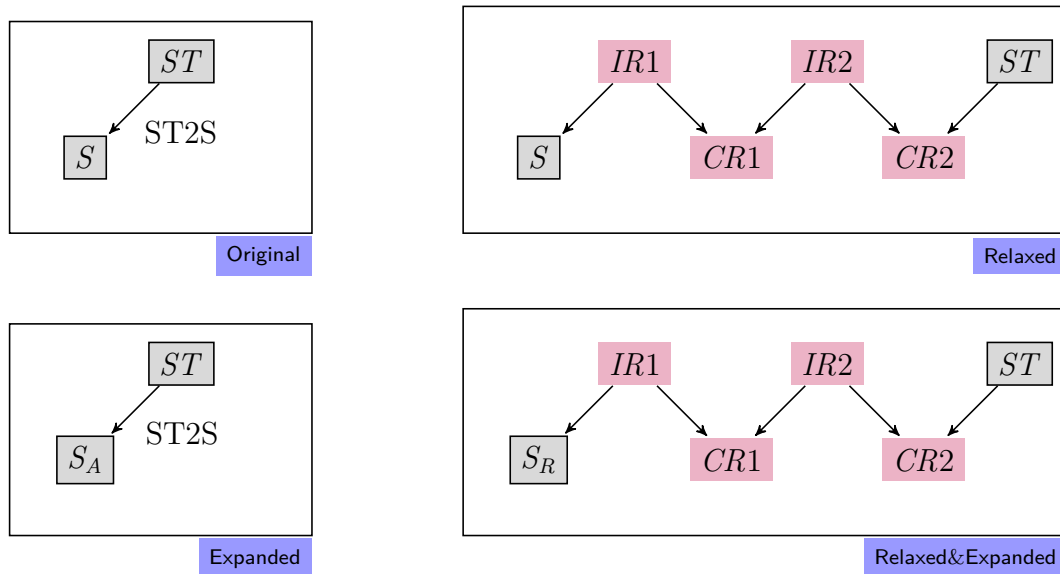 ST
ST2S
S
Original
IR1 IR2 ST
S CR1 CR2
Relaxed
ST
ST2S
S_A
Expanded
IR1 IR2 ST
S_R CR1 CR2
Relaxed&Expanded